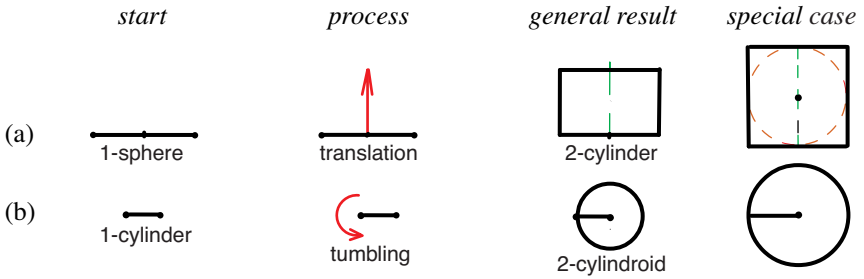 start process general result special case
(a)
1-sphere translation 2-cylinder
(b)
1-cylinder tumbling 2-cylindroid